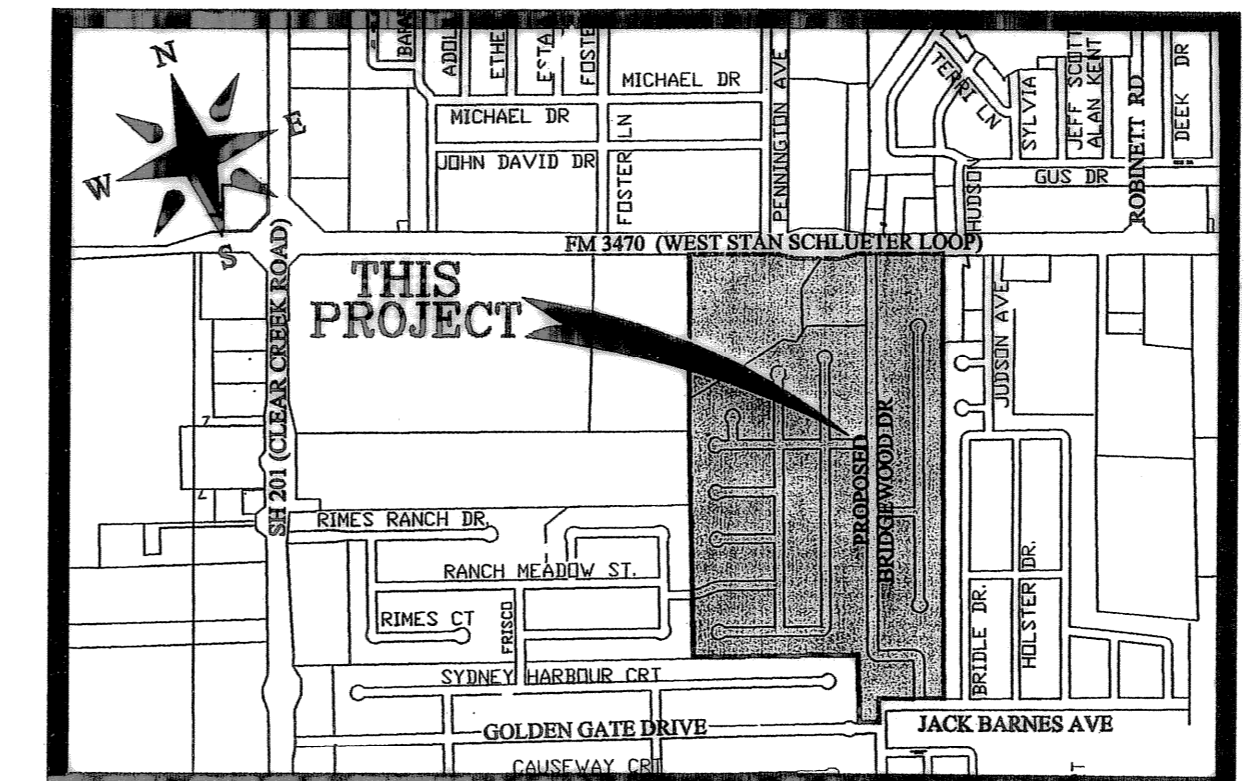 N
E
W
S
ADOL
ETHE
ESTA
FOSTE
MICHAEL DR
MICHAEL DR
JOHN DAVID DR
FOSTER LN
PENNINGTON AVE
TERRI LN
SYLVIA
JEFF SCOTT
ALAN KENT
ROBINETT RD
DEEK DR
HUDSON
GUS DR
FM 3470 (WEST STAN SCHLUETER LOOP)
SH 201 (CLEAR CREEK ROAD)
THIS
PROJECT
JUDSON AVE
PROPOSED
BRIDGEWOOD DR
RIMES RANCH DR.
RANCH MEADOW ST.
RIMES CT
FRISCO
BRIDLE DR.
HOLSTER DR.
SYDNEY HARBOUR CRT
GOLDEN GATE DRIVE
JACK BARNES AVE
CAUSEWAY CRT